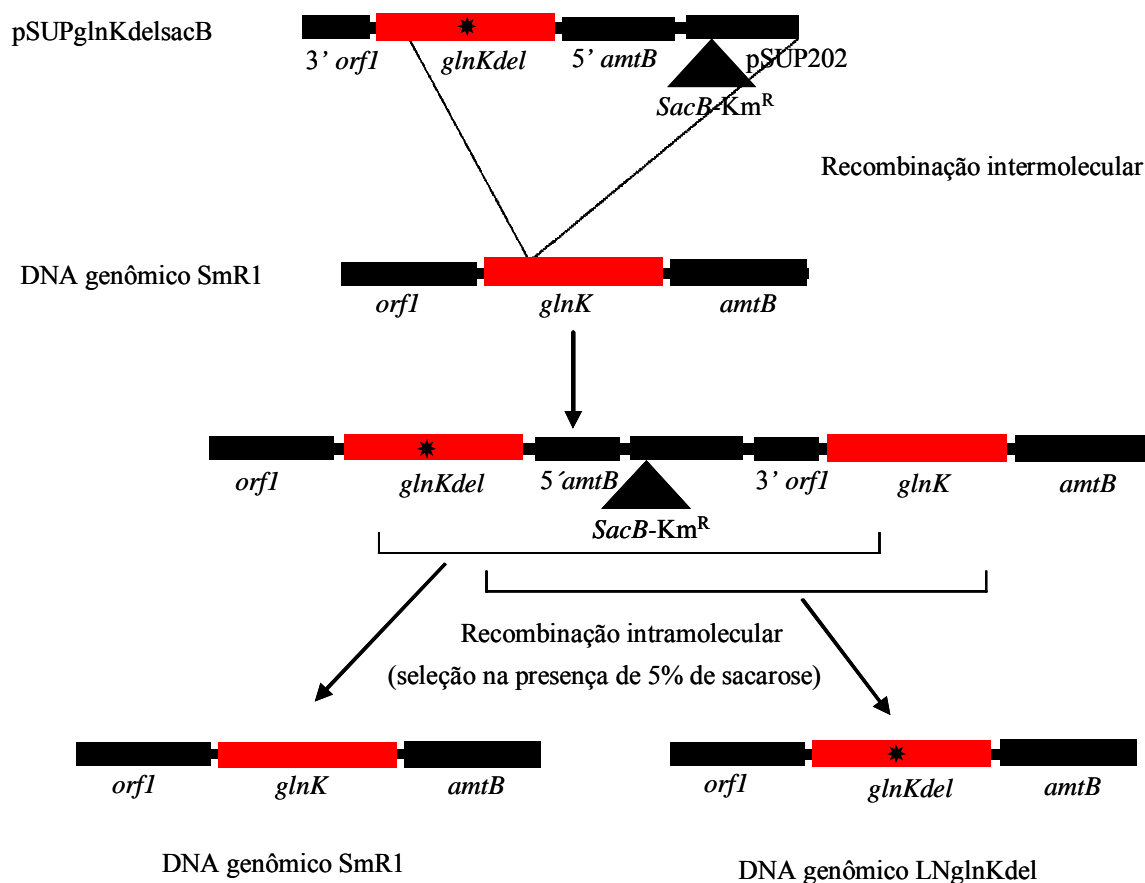 pSUPglnKdelsacB
3’ orf1
glnKdel
5’ amtB
pSUP202
SacB-KmR
Recombinação intermolecular
DNA genômico SmR1
orf1
glnK
amtB
orf1
glnKdel
5´amtB
3’ orf1
glnK
amtB
SacB-KmR
Recombinação intramolecular
(seleção na presença de 5% de sacarose)
orf1
glnK
amtB
orf1
glnKdel
amtB
DNA genômico SmR1
DNA genômico LNglnKdel